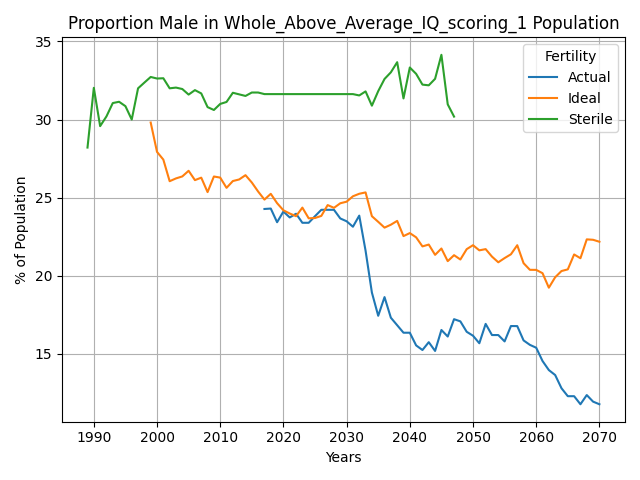 Proportion Male in Whole_Above_Average_IQ_scoring_1 Population
Fertility
Actual
Ideal
Sterile
% of Population
35
30
25
20
15
1990 2000 2010 2020 2030 2040 2050 2060 2070
Years